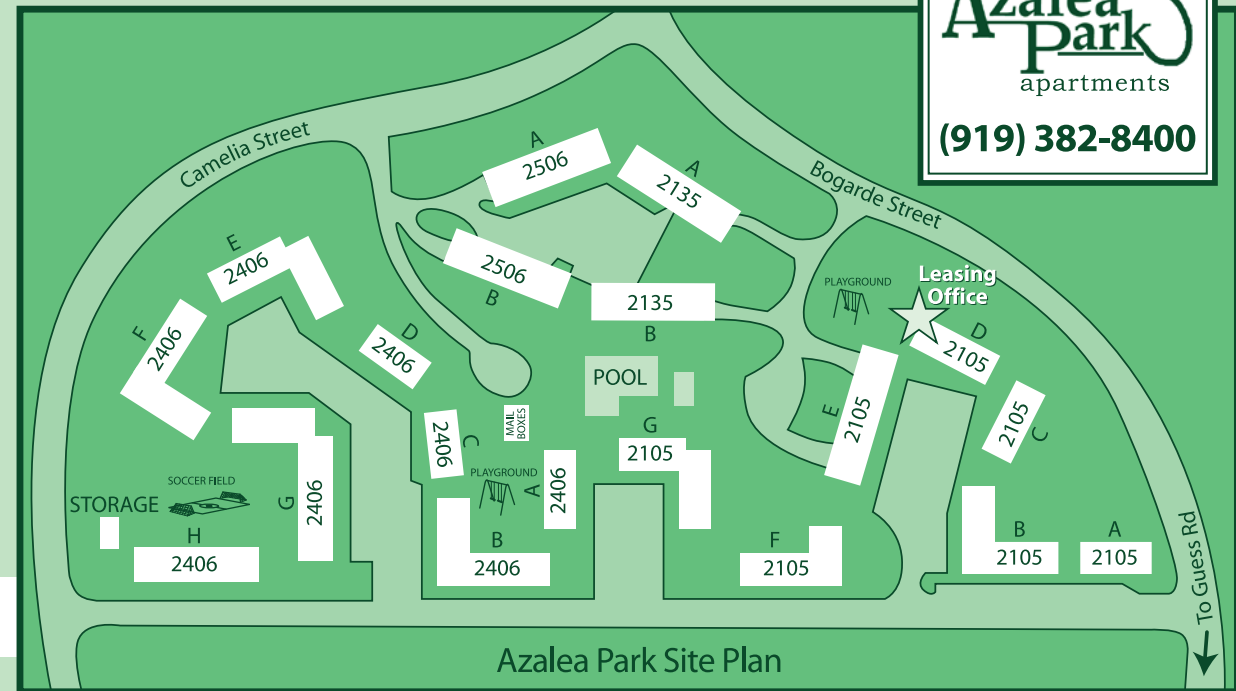 Azalea
Park
apartments
(919) 382-8400
Camelia Street
Bogarde Street
A
2506
A
2135
2506
B
2135
B
E
2406
F
2406
D
2406
PLAYGROUND
Leasing
Office
D
2105
2105
C
E
2105
POOL
MAIL
BOXES
2406
C
G
2105
PLAYGROUND
A
2406
B
2406
SOCCER FIELD
STORAGE
G
2406
H
2406
F
2105
B
2105
A
2105
To Guess Rd
Azalea Park Site Plan